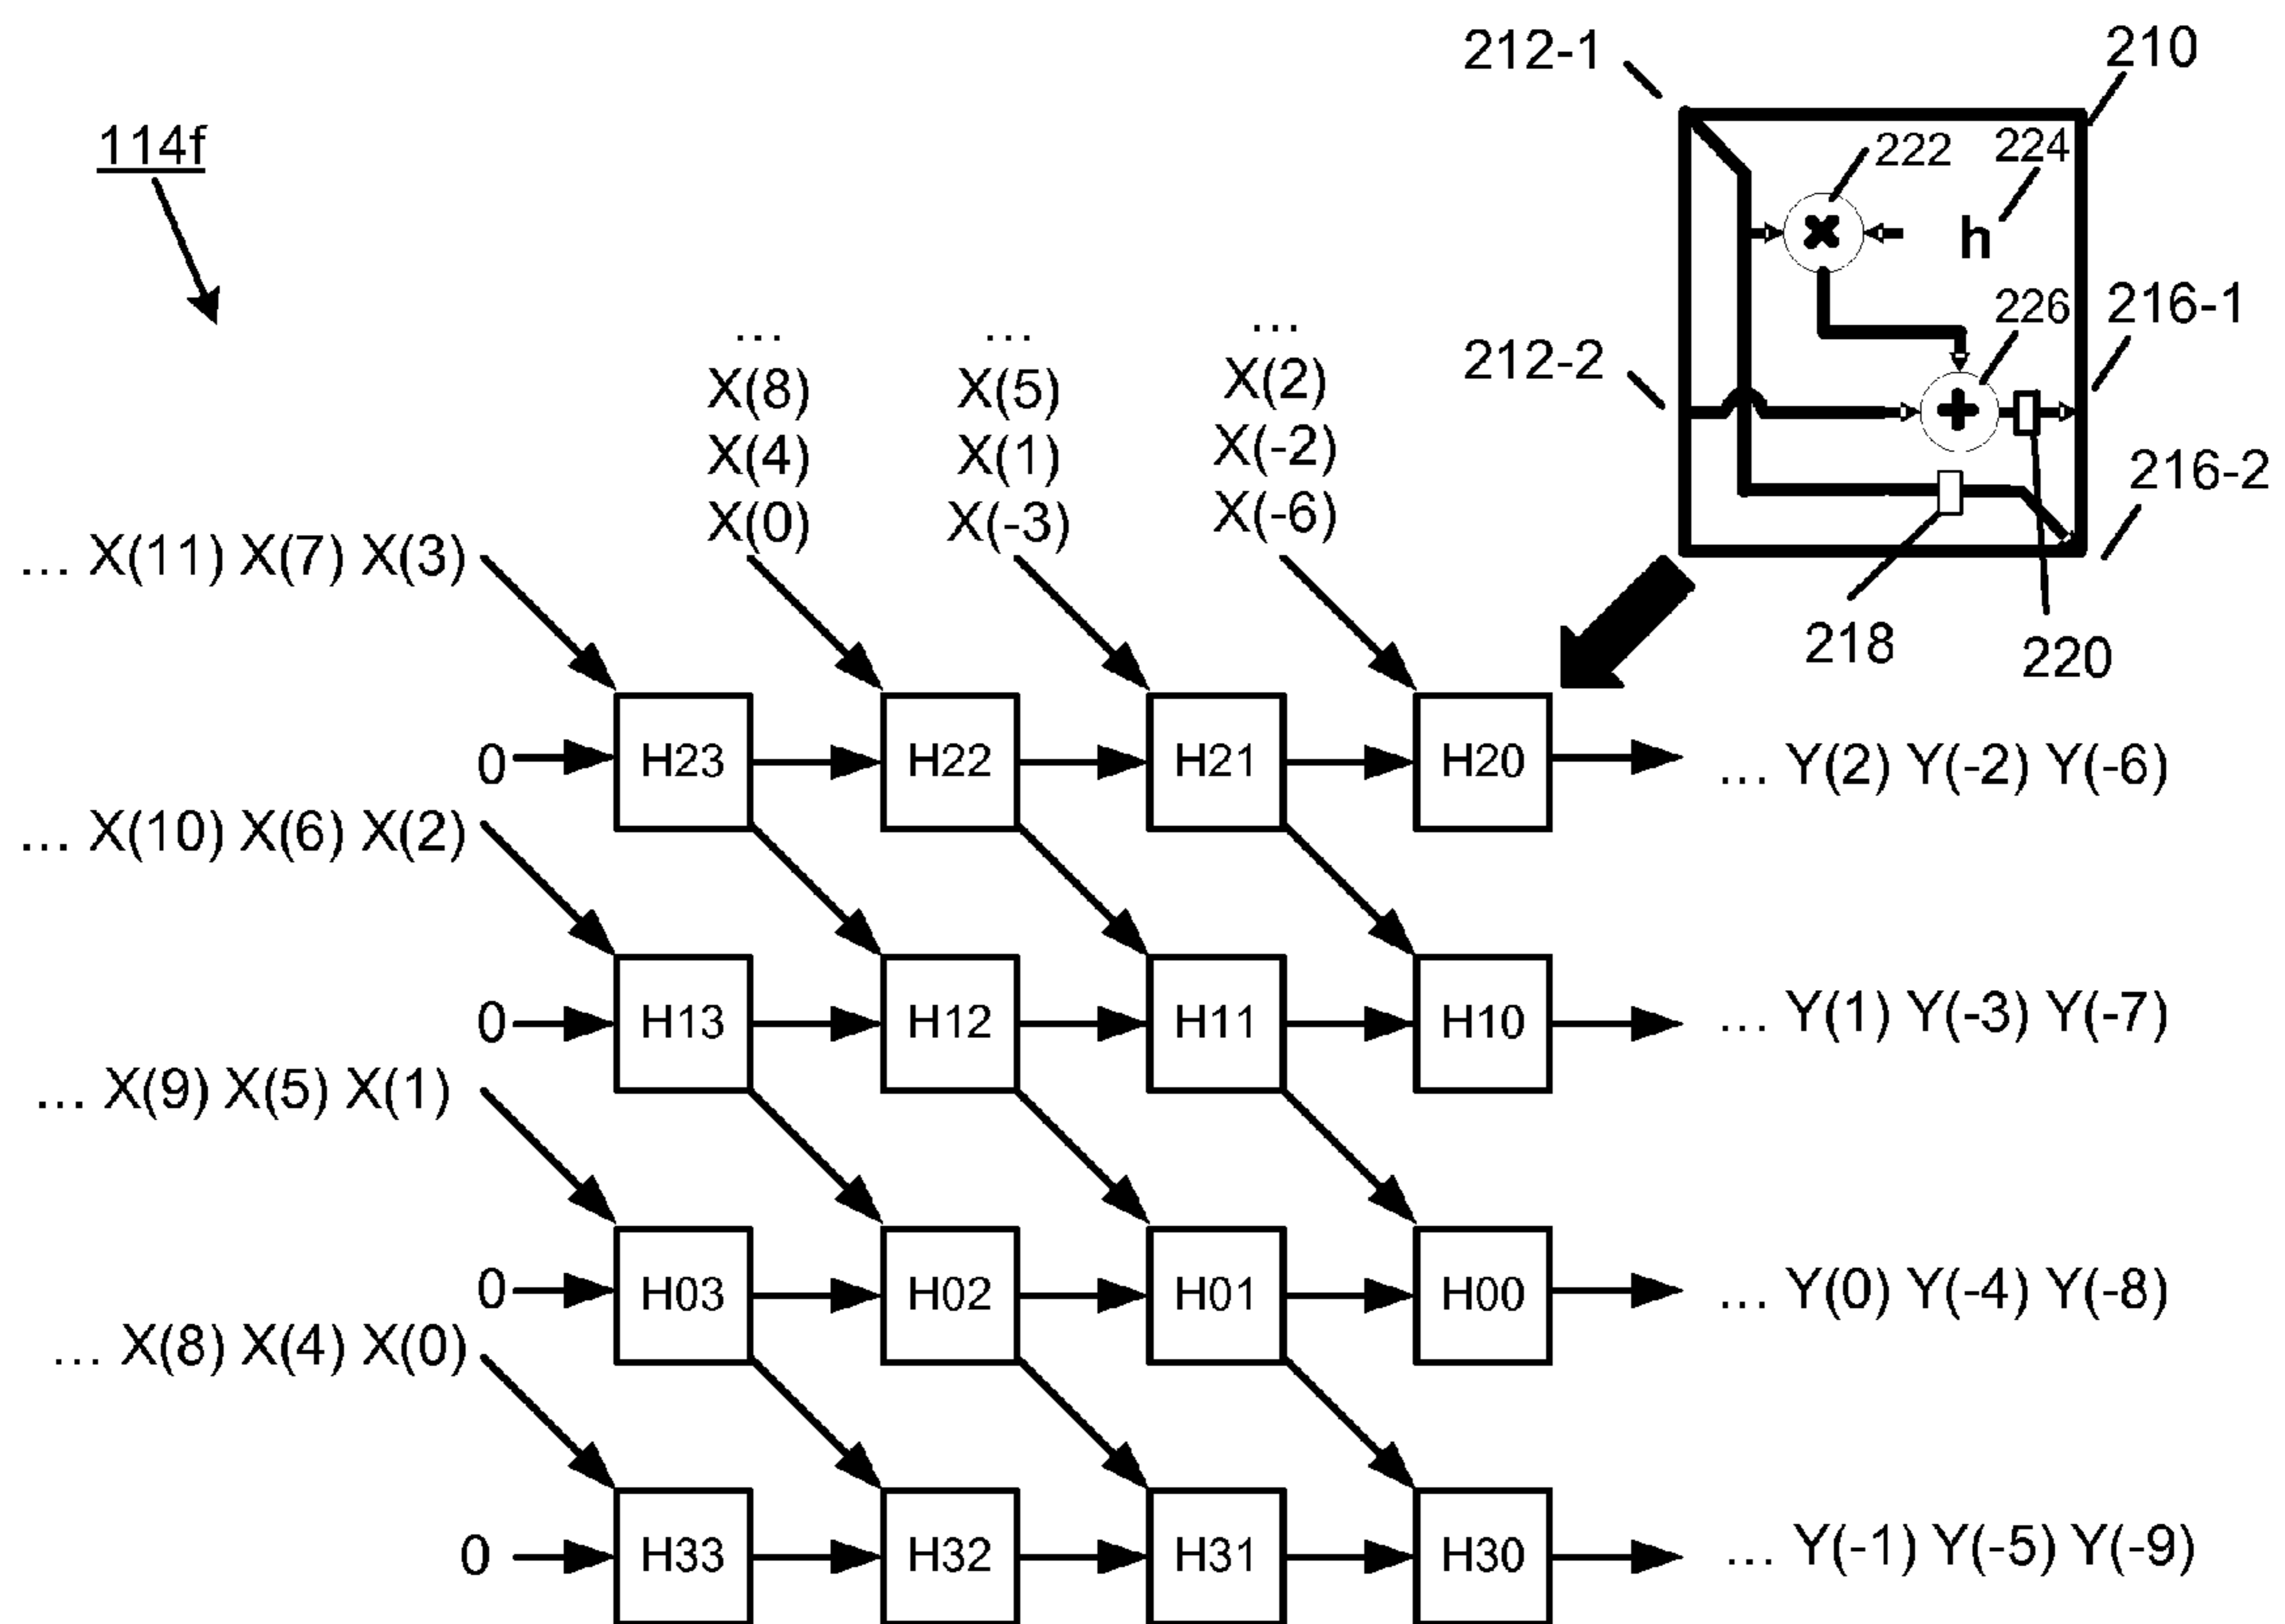 212-1
210
114f
222 224
h
226
216-1
212-2
216-2
218
220
... ... ...
X(8) X(5) X(2)
X(4) X(1) X(-2)
X(0) X(-3) X(-6)
... X(11) X(7) X(3)
0 H23 H22 H21 H20 ... Y(2) Y(-2) Y(-6)
... X(10) X(6) X(2)
0 H13 H12 H11 H10 ... Y(1) Y(-3) Y(-7)
... X(9) X(5) X(1)
0 H03 H02 H01 H00 ... Y(0) Y(-4) Y(-8)
... X(8) X(4) X(0)
0 H33 H32 H31 H30 ... Y(-1) Y(-5) Y(-9)